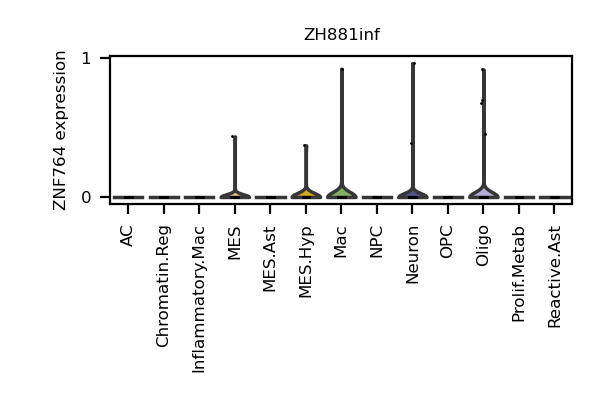 ZH881inf
ZNF764 expression
1
0
AC
Chromatin.Reg
Inflammatory.Mac
MES
MES.Ast
MES.Hyp
Mac
NPC
Neuron
OPC
Oligo
Prolif.Metab
Reactive.Ast